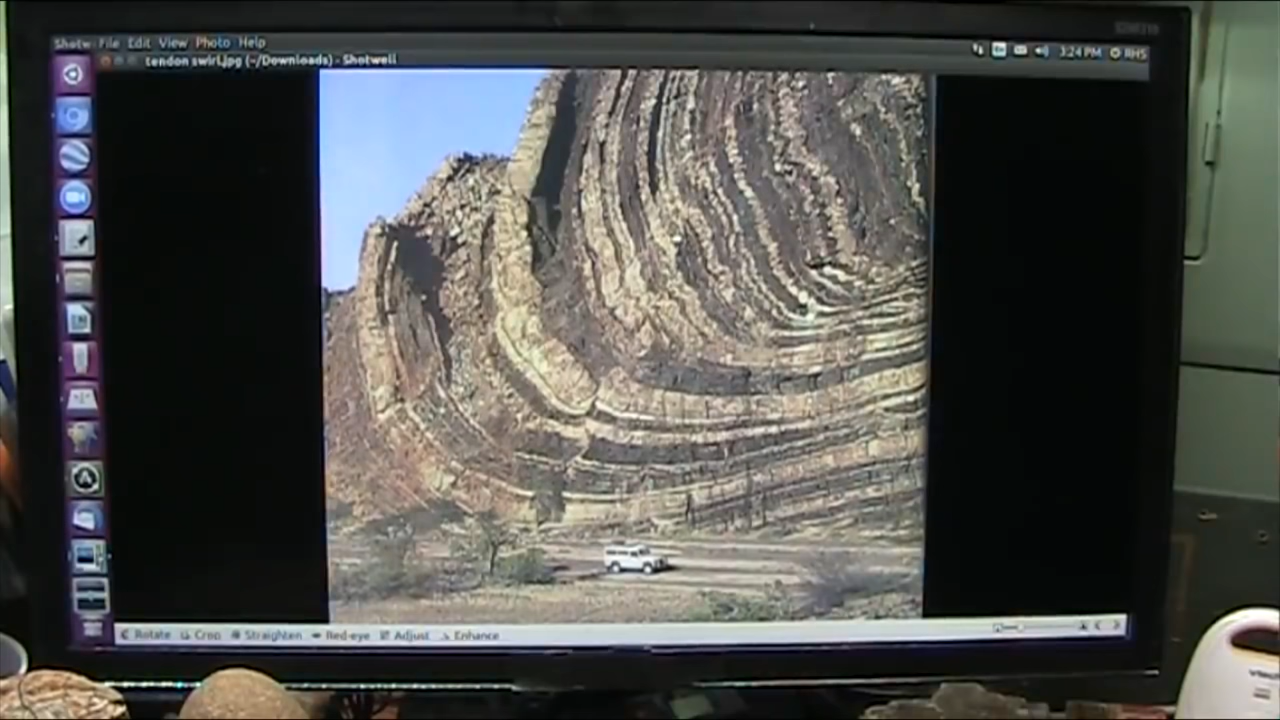 Shotw File Edit View Photo Help
3:24 PM RHS
tendon swirl.jpg (~/Downloads) - Shotwell
Rotate Crop Straighten Red-eye Adjust Enhance